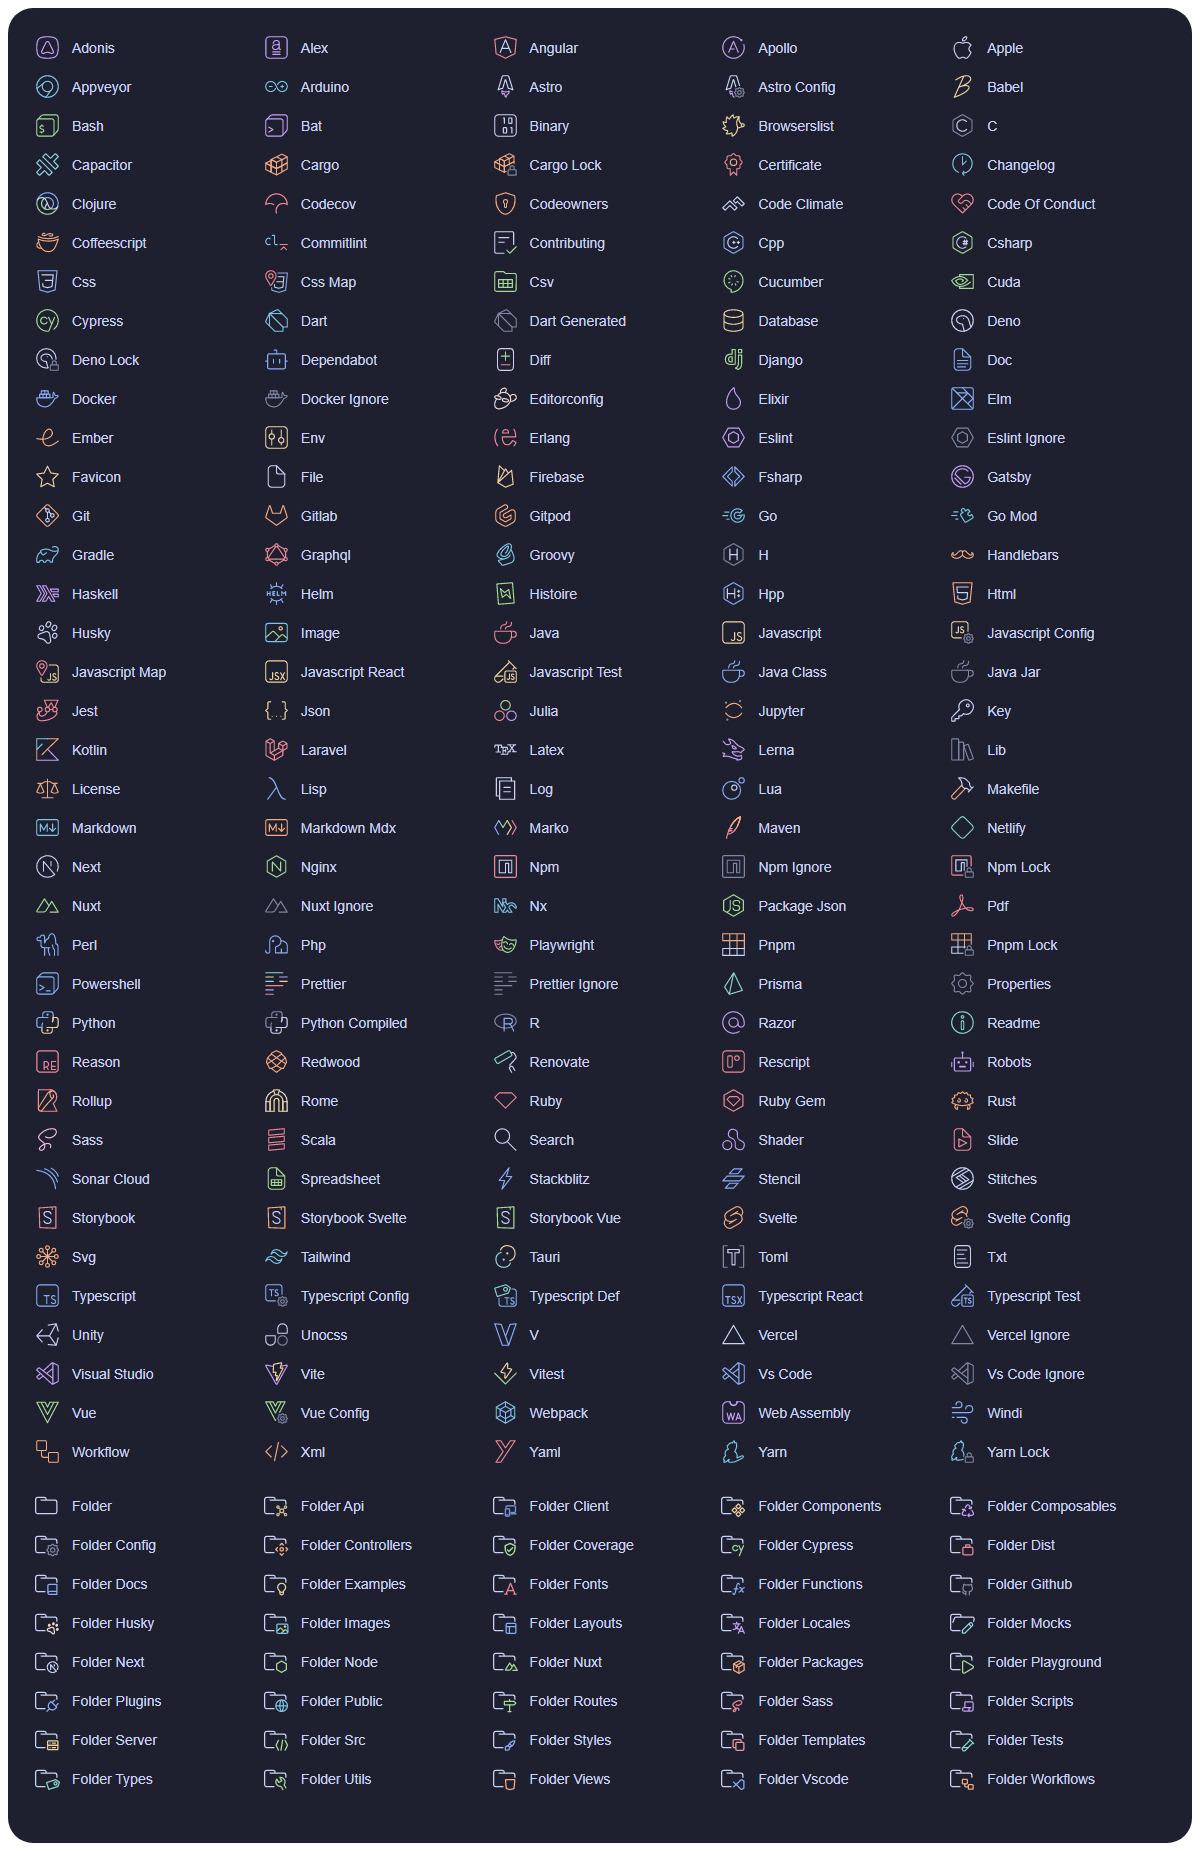 Adonis Alex Angular Apollo Apple
Appveyor Arduino Astro Astro Config Babel
Bash Bat Binary Browserslist C
Capacitor Cargo Cargo Lock Certificate Changelog
Clojure Codecov Codeowners Code Climate Code Of Conduct
Coffeescript Commitlint Contributing Cpp Csharp
Css Css Map Csv Cucumber Cuda
Cypress Dart Dart Generated Database Deno
Deno Lock Dependabot Diff Django Doc
Docker Docker Ignore Editorconfig Elixir Elm
Ember Env Erlang Eslint Eslint Ignore
Favicon File Firebase Fsharp Gatsby
Git Gitlab Gitpod Go Go Mod
Gradle Graphql Groovy H Handlebars
Haskell Helm Histoire Hpp Html
Husky Image Java Javascript Javascript Config
Javascript Map Javascript React Javascript Test Java Class Java Jar
Jest Json Julia Jupyter Key
Kotlin Laravel Latex Lerna Lib
License Lisp Log Lua Makefile
Markdown Markdown Mdx Marko Maven Netlify
Next Nginx Npm Npm Ignore Npm Lock
Nuxt Nuxt Ignore Nx Package Json Pdf
Perl Php Playwright Pnpm Pnpm Lock
Powershell Prettier Prettier Ignore Prisma Properties
Python Python Compiled R Razor Readme
Reason Redwood Renovate Rescript Robots
Rollup Rome Ruby Ruby Gem Rust
Sass Scala Search Shader Slide
Sonar Cloud Spreadsheet Stackblitz Stencil Stitches
Storybook Storybook Svelte Storybook Vue Svelte Svelte Config
Svg Tailwind Tauri Toml Txt
Typescript Typescript Config Typescript Def Typescript React Typescript Test
Unity Unocss V Vercel Vercel Ignore
Visual Studio Vite Vitest Vs Code Vs Code Ignore
Vue Vue Config Webpack Web Assembly Windi
Workflow Xml Yaml Yarn Yarn Lock
Folder Folder Api Folder Client Folder Components Folder Composables
Folder Config Folder Controllers Folder Coverage Folder Cypress Folder Dist
Folder Docs Folder Examples Folder Fonts Folder Functions Folder Github
Folder Husky Folder Images Folder Layouts Folder Locales Folder Mocks
Folder Next Folder Node Folder Nuxt Folder Packages Folder Playground
Folder Plugins Folder Public Folder Routes Folder Sass Folder Scripts
Folder Server Folder Src Folder Styles Folder Templates Folder Tests
Folder Types Folder Utils Folder Views Folder Vscode Folder Workflows